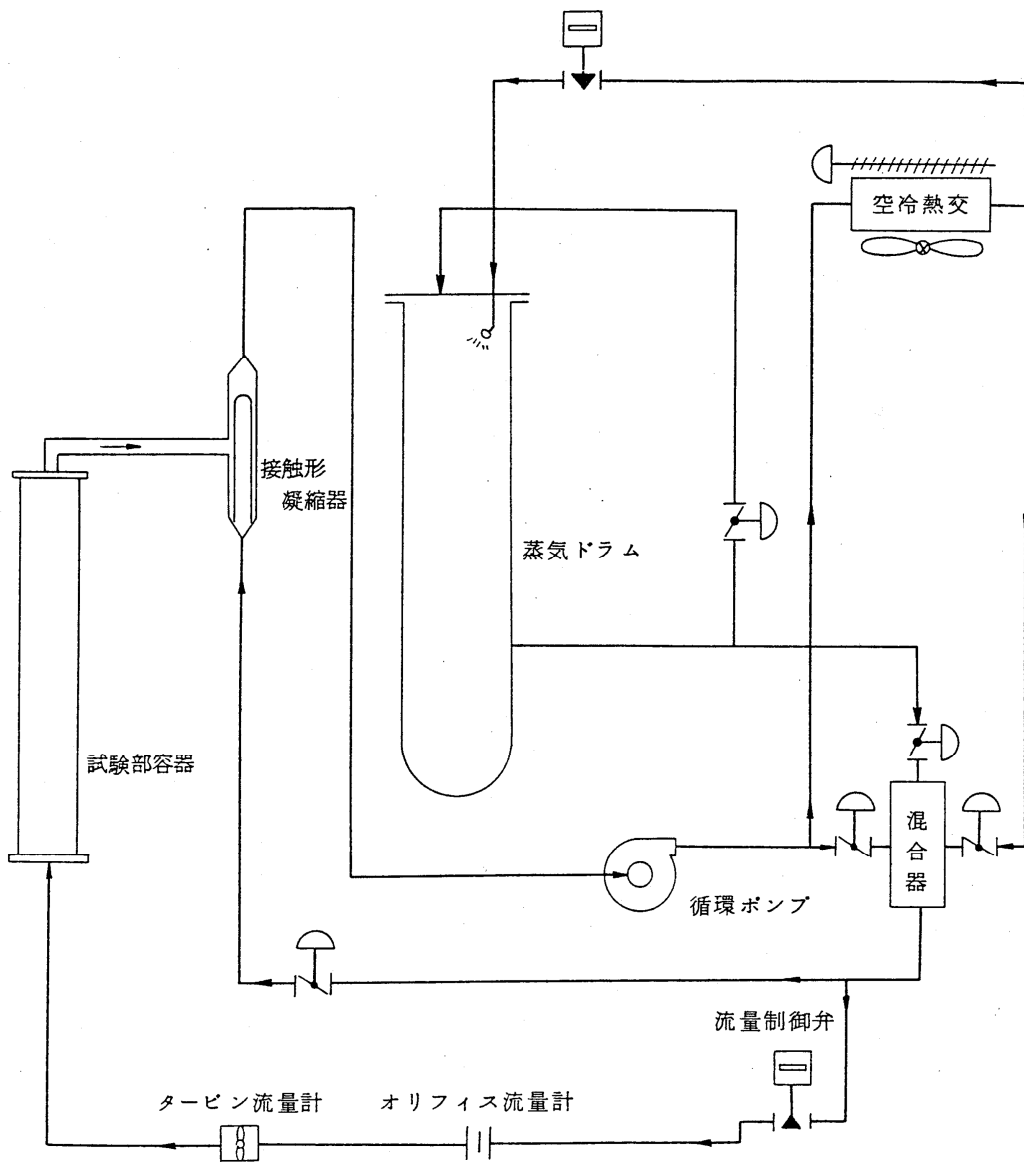 空冷熱交
接触形
凝縮器
蒸気ドラム
試験部容器
混
合
器
循環ポンプ
流量制御弁
タービン流量計
オリフィス流量計